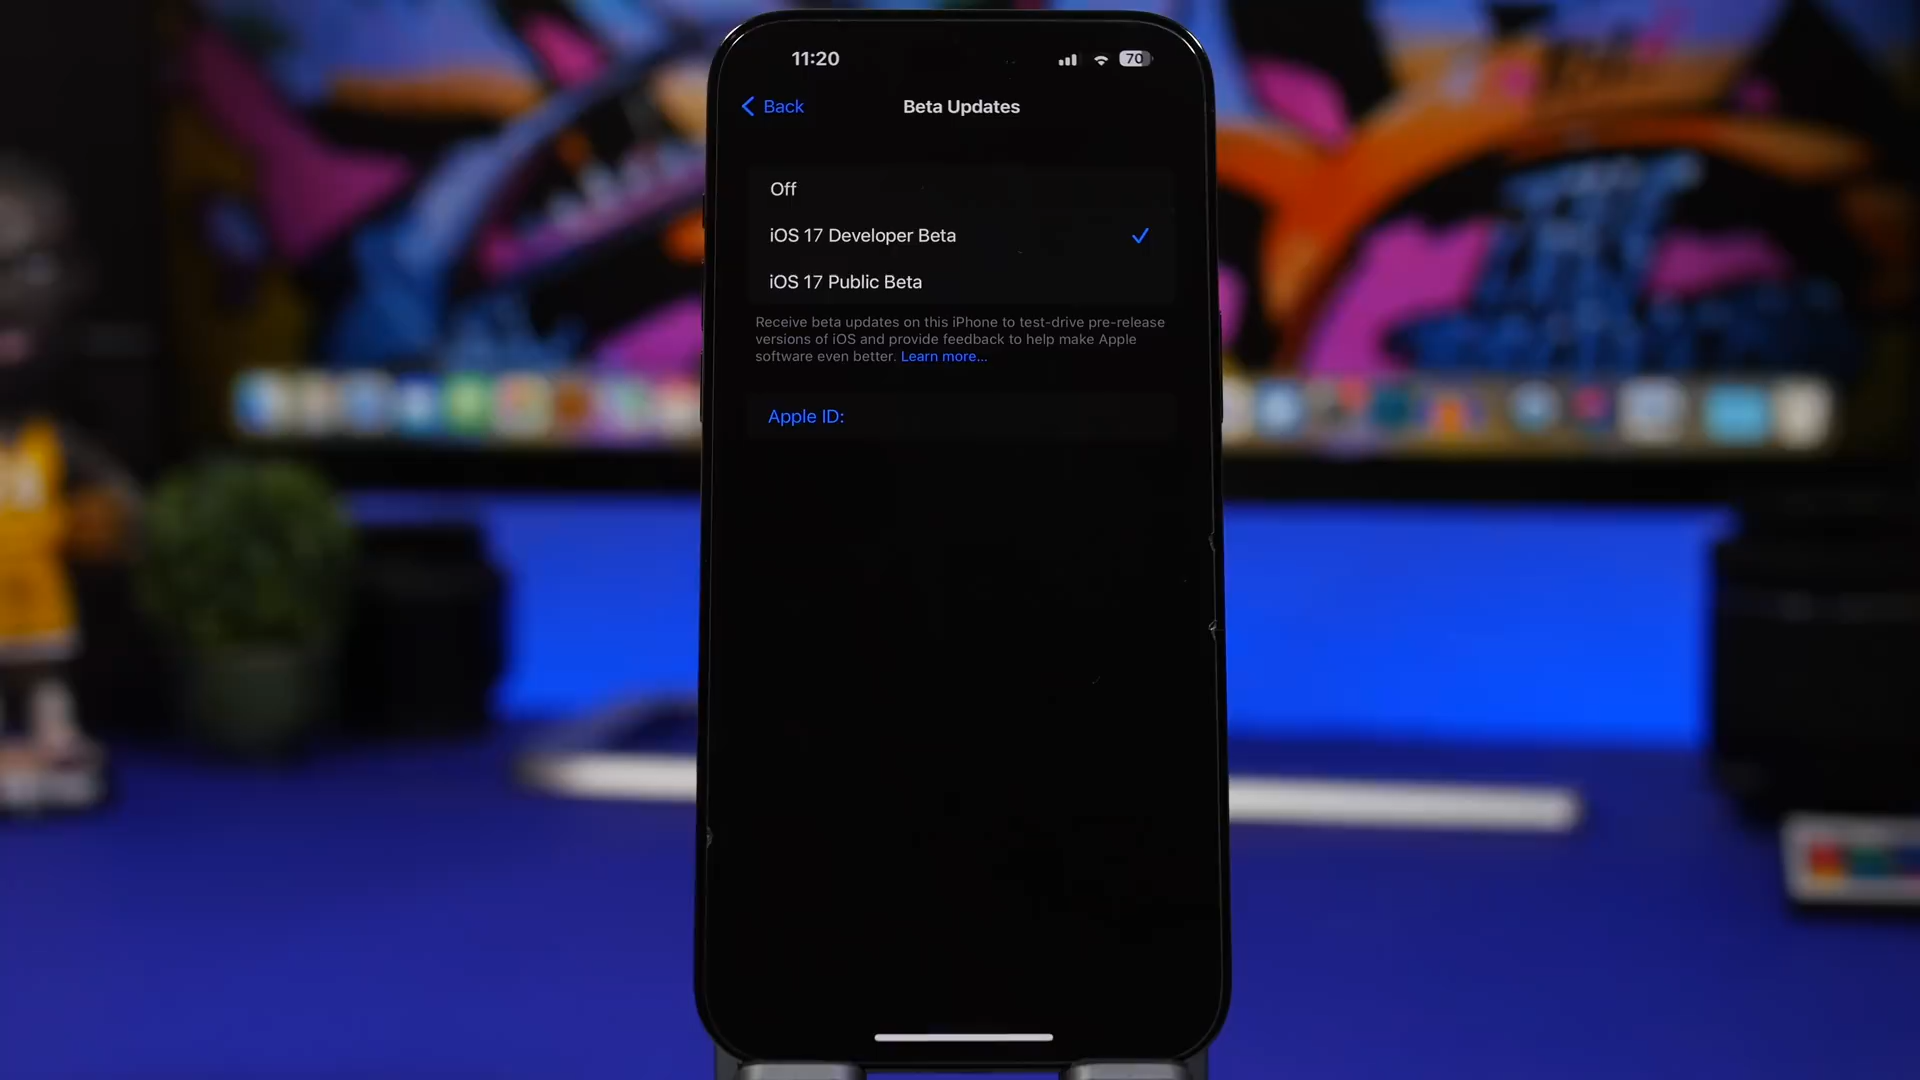 11:20
70
Back
Beta Updates
Off
iOS 17 Developer Beta
iOS 17 Public Beta
Receive beta updates on this iPhone to test-drive pre-release
versions of iOS and provide feedback to help make Apple
software even better. Learn more...
Apple ID: